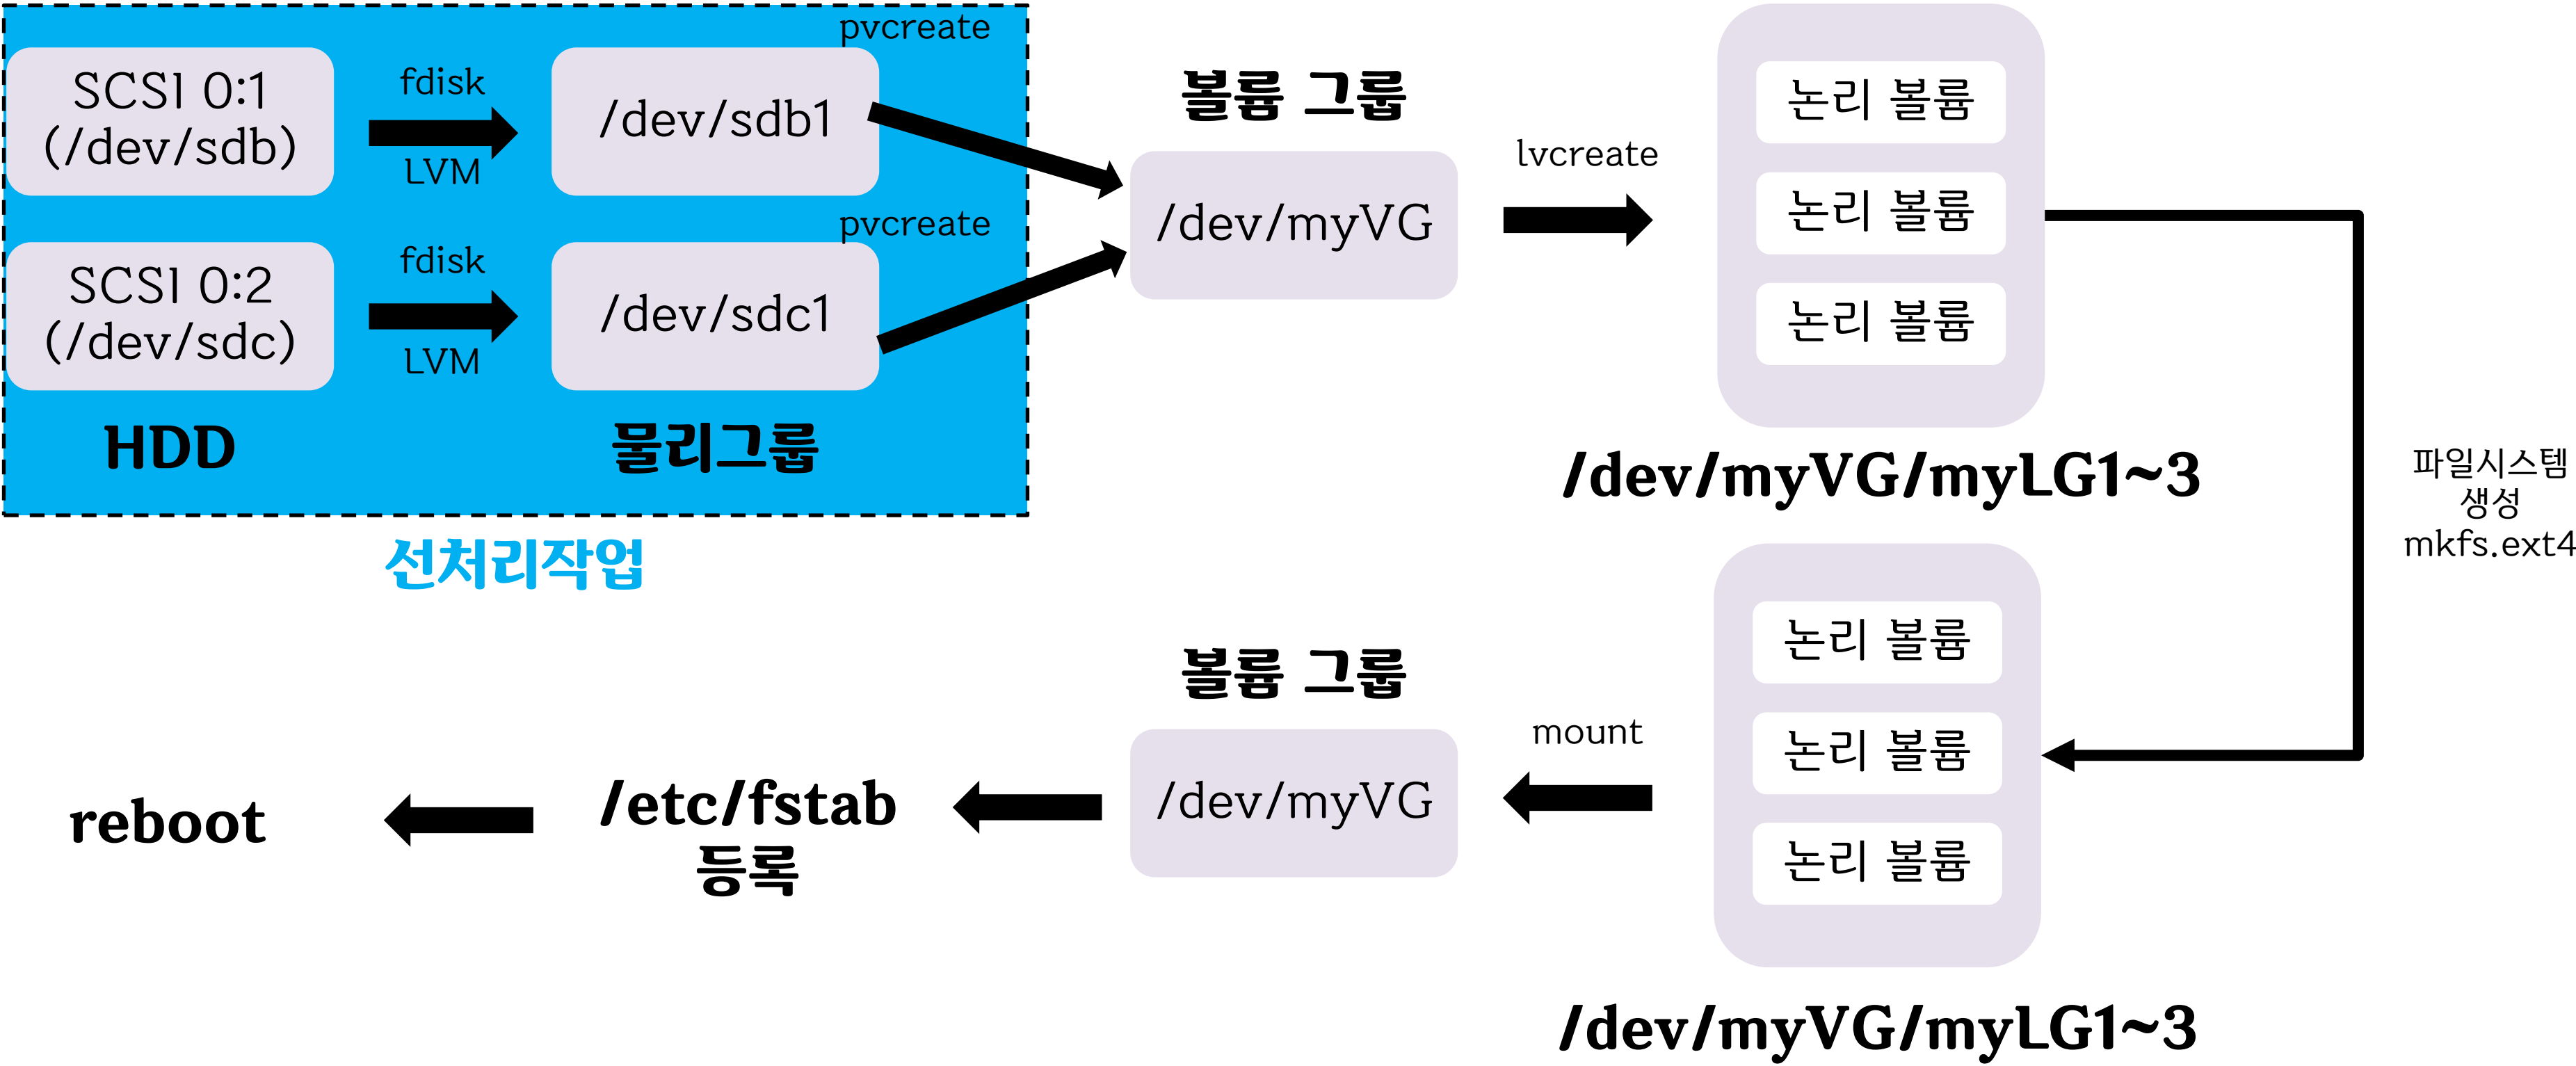 pvcreate
SCSI 0:1
(/dev/sdb)
fdisk
LVM
/dev/sdb1
pvcreate
SCSI 0:2
(/dev/sdc)
fdisk
LVM
/dev/sdc1
HDD
물리그룹
선처리작업
볼륨 그룹
/dev/myVG
lvcreate
논리 볼륨
논리 볼륨
논리 볼륨
/dev/myVG/myLG1~3
파일시스템
생성
mkfs.ext4
논리 볼륨
논리 볼륨
논리 볼륨
/dev/myVG/myLG1~3
mount
볼륨 그룹
/dev/myVG
/etc/fstab
등록
reboot